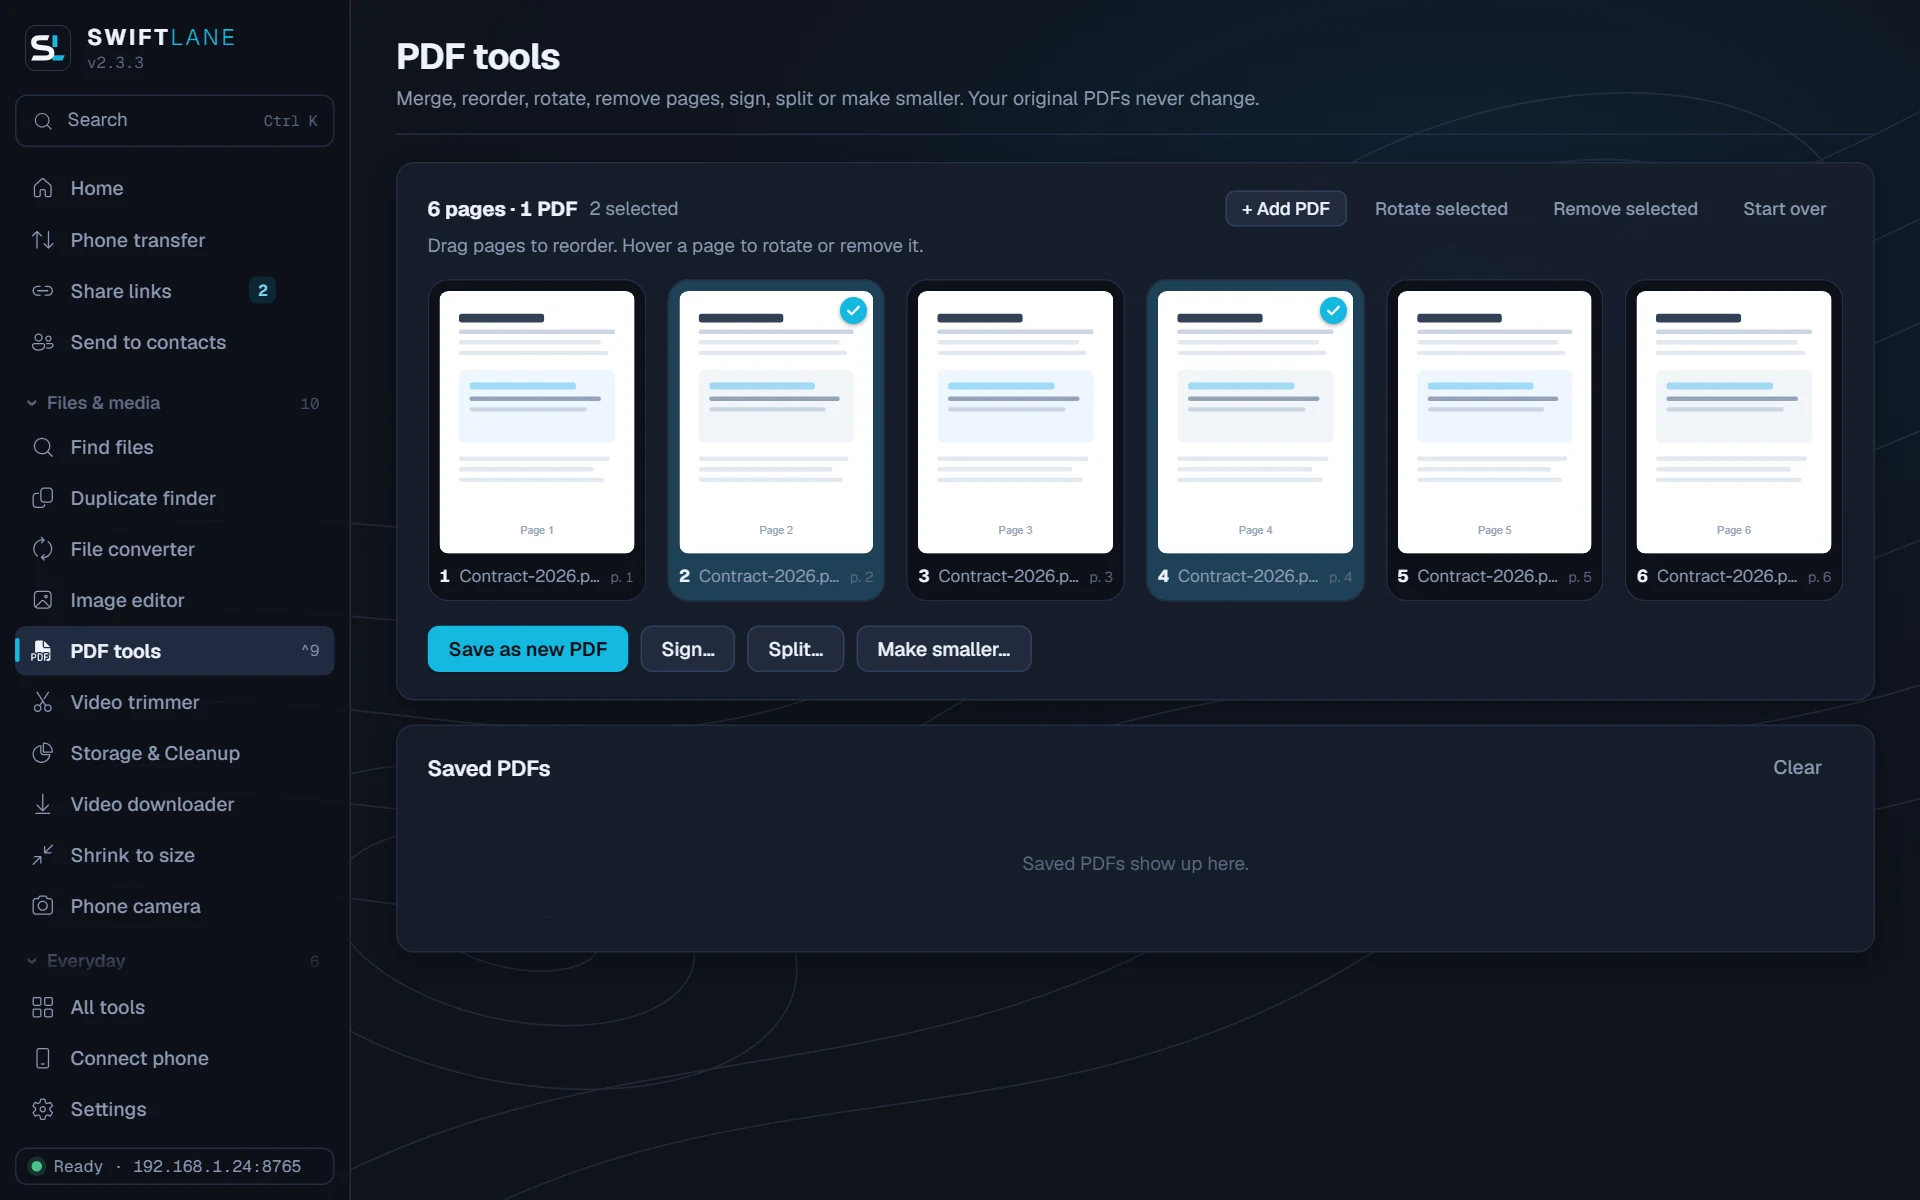 SWIFTLANE
v2.3.3
Search Ctrl K
Home
Phone transfer
Share links 2
Send to contacts
Files & media 10
Find files
Duplicate finder
File converter
Image editor
PDF tools ^9
Video trimmer
Storage & Cleanup
Video downloader
Shrink to size
Phone camera
Everyday 6
All tools
Connect phone
Settings
Ready · 192.168.1.24:8765
PDF tools
Merge, reorder, rotate, remove pages, sign, split or make smaller. Your original PDFs never change.
6 pages · 1 PDF 2 selected
+ Add PDF Rotate selected Remove selected Start over
Drag pages to reorder. Hover a page to rotate or remove it.
Page 1 Page 2 Page 3 Page 4 Page 5 Page 6
1 Contract-2026.p... p. 1 2 Contract-2026.p... p. 2 3 Contract-2026.p... p. 3 4 Contract-2026.p... p. 4 5 Contract-2026.p... p. 5 6 Contract-2026.p... p. 6
Save as new PDF Sign... Split... Make smaller...
Saved PDFs Clear
Saved PDFs show up here.